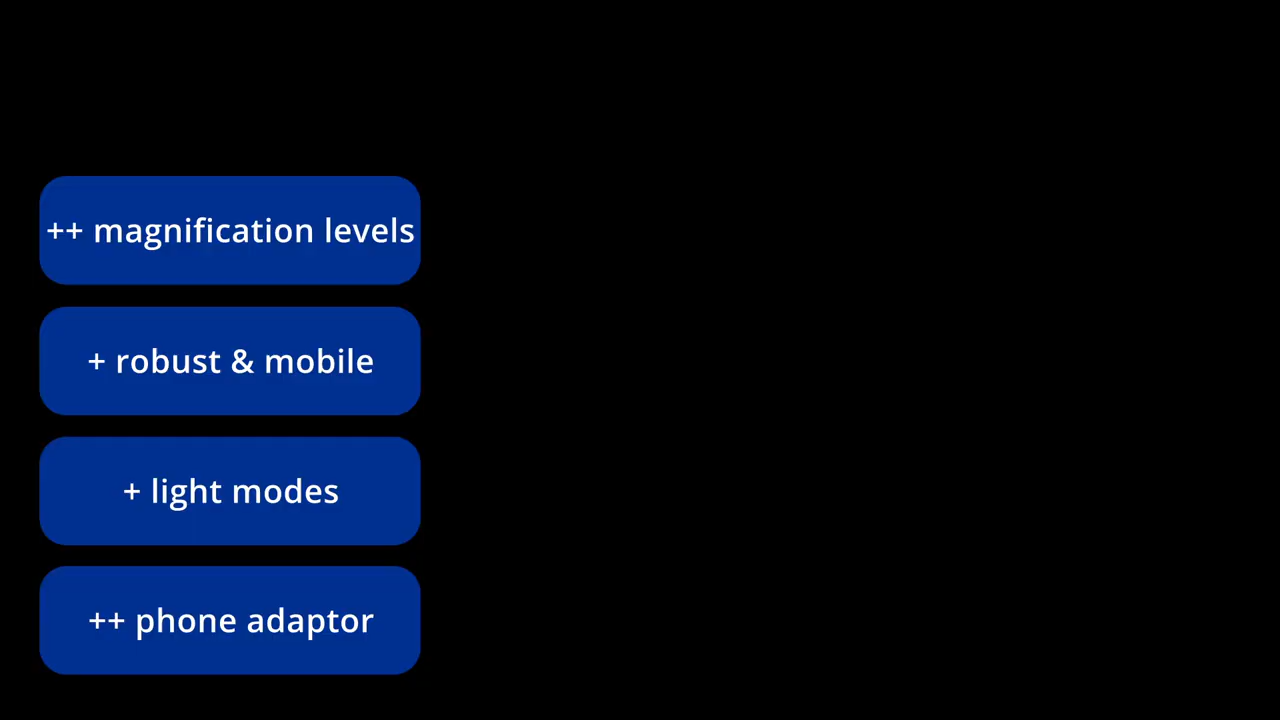 ++ magnification levels
+ robust & mobile
+ light modes
++ phone adaptor